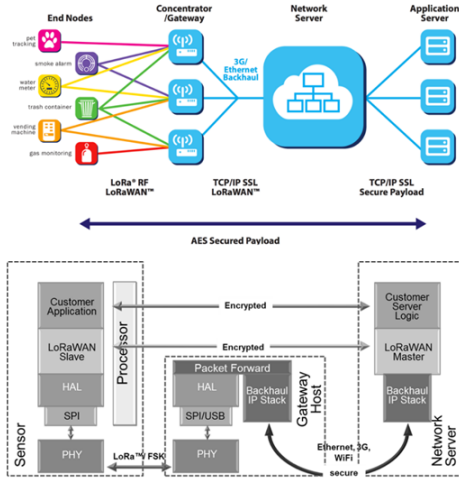 End Nodes
Concentrator
/Gateway
Network
Server
Application
Server
pet
tracking
smoke alarm
water
meter
trash container
vending
machine
gas monitoring
3G/
Ethernet
Backhaul
LoRa® RF
LoRaWAN™
TCP/IP SSL
LoRaWAN™
TCP/IP SSL
Secure Payload
AES Secured Payload
Customer
Application
LoRaWAN
Slave
HAL
SPI
PHY
Processor
Sensor
Encrypted
Encrypted
Packet Forward
HAL
SPI/USB
PHY
Backhaul
IP Stack
Gateway
Host
LoRa™/ FSK
Ethernet, 3G,
WiFi
secure
Customer
Server
Logic
LoRaWAN
Master
Backhaul
IP Stack
Network
Server